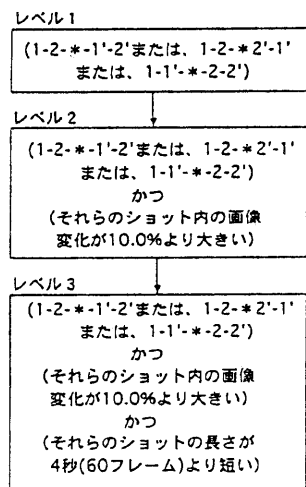 レベル1
(1-2-*-1'-2'または、1-2-*2'-1'
または、1-1'-*-2-2')
レベル2
(1-2-*-1'-2'または、1-2-*2'-1'
または、1-1'-*-2-2')
かつ
(それらのショット内の画像
変化が10.0%より大きい)
レベル3
(1-2-*-1'-2'または、1-2-*2'-1'
または、1-1'-*-2-2')
かつ
(それらのショット内の画像
変化が10.0%より大きい)
かつ
(それらのショットの長さが
4秒(60フレーム)より短い)